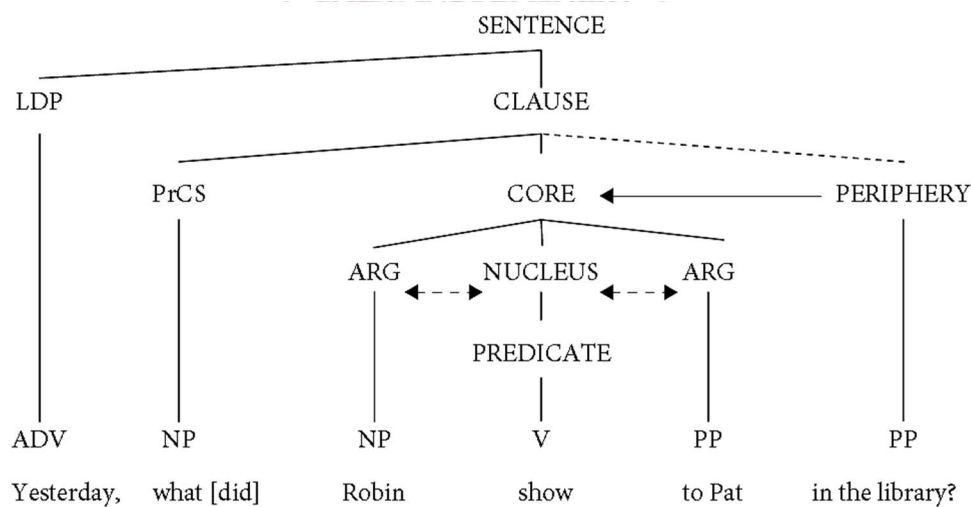 SENTENCE
LDP CLAUSE
PrCS CORE PERIPHERY
ARG NUCLEUS ARG
PREDICATE
ADV NP NP V PP PP
Yesterday, what [did] Robin show to Pat in the library?